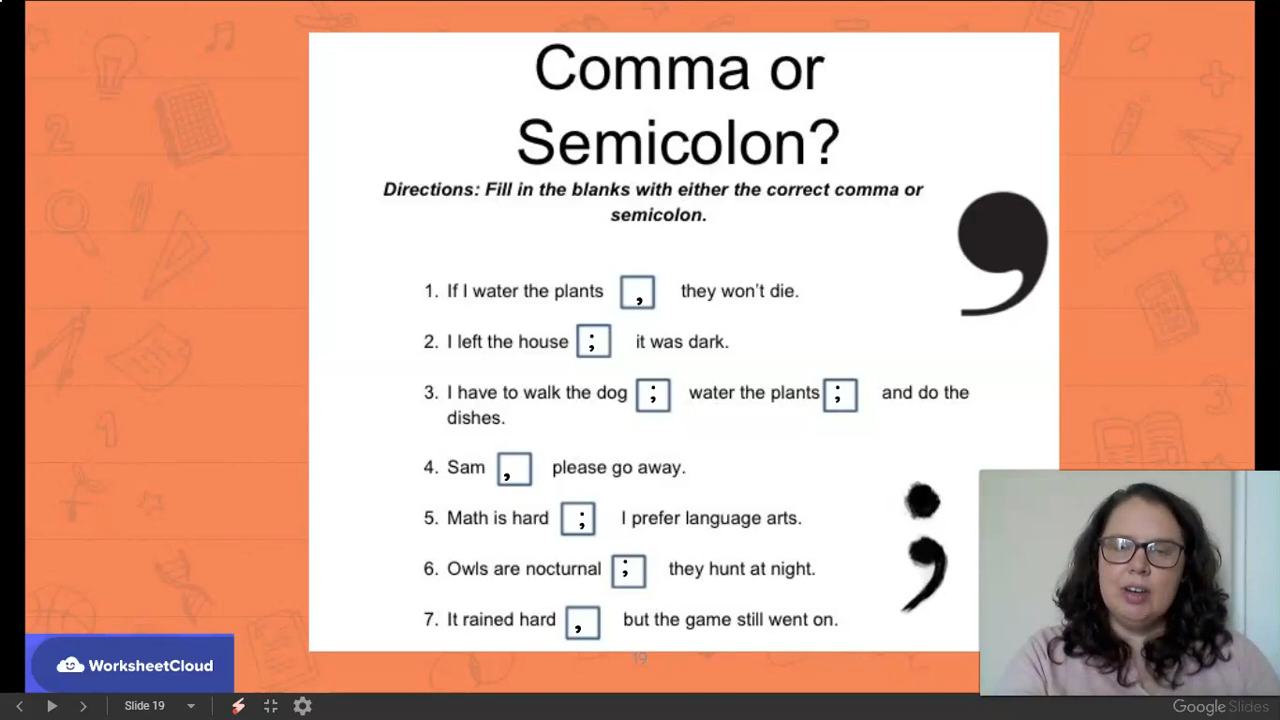 Comma or
Semicolon?
Directions: Fill in the blanks with either the correct comma or
semicolon.
1. If I water the plants , they won't die.
2. I left the house ; it was dark.
3. I have to walk the dog ; water the plants ; and do the
dishes.
4. Sam , please go away.
5. Math is hard ; I prefer language arts.
6. Owls are nocturnal ; they hunt at night.
7. It rained hard , but the game still went on.
19
WorksheetCloud
Slide 19
Google Slides